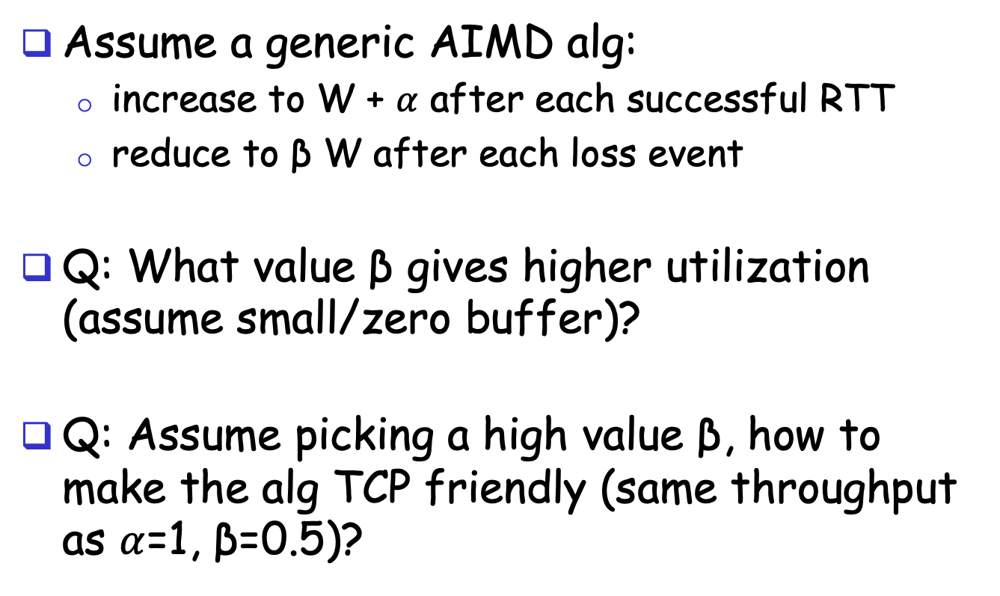 Assume a generic AIMD alg:
increase to W + α after each successful RTT
reduce to β W after each loss event
Q: What value β gives higher utilization
(assume small/zero buffer)?
Q: Assume picking a high value β, how to
make the alg TCP friendly (same throughput
as α=1, β=0.5)?